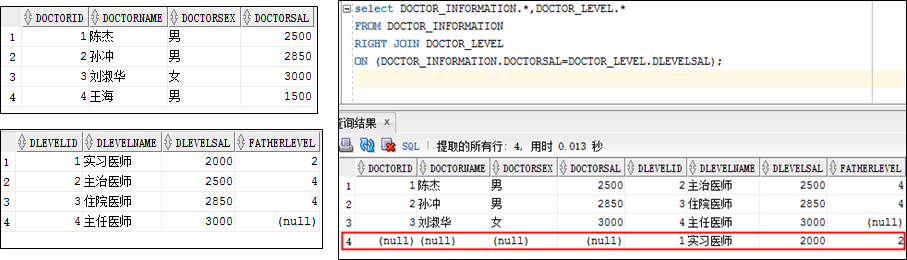 DOCTORID DOCTORNAME DOCTORSEX DOCTORSAL
1 1 陈杰 男 2500
2 2 孙冲 男 2850
3 3 刘淑华 女 3000
4 4 王海 男 1500
DLEVELID DLEVELNAME DLEVELSAL FATHERLEVEL
1 1 实习医师 2000 2
2 2 主治医师 2500 4
3 3 住院医师 2850 4
4 4 主任医师 3000 (null)
select DOCTOR_INFORMATION.*,DOCTOR_LEVEL.*
FROM DOCTOR_INFORMATION
RIGHT JOIN DOCTOR_LEVEL
ON (DOCTOR_INFORMATION.DOCTORSAL=DOCTOR_LEVEL.DLEVELSAL);
查询结果 x
SQL | 提取的所有行: 4, 用时 0.013 秒
DOCTORID DOCTORNAME DOCTORSEX DOCTORSAL DLEVELID DLEVELNAME DLEVELSAL FATHERLEVEL
1 1 陈杰 男 2500 2 主治医师 2500 4
2 2 孙冲 男 2850 3 住院医师 2850 4
3 3 刘淑华 女 3000 4 主任医师 3000 (null)
4 (null) (null) (null) (null) 1 实习医师 2000 2